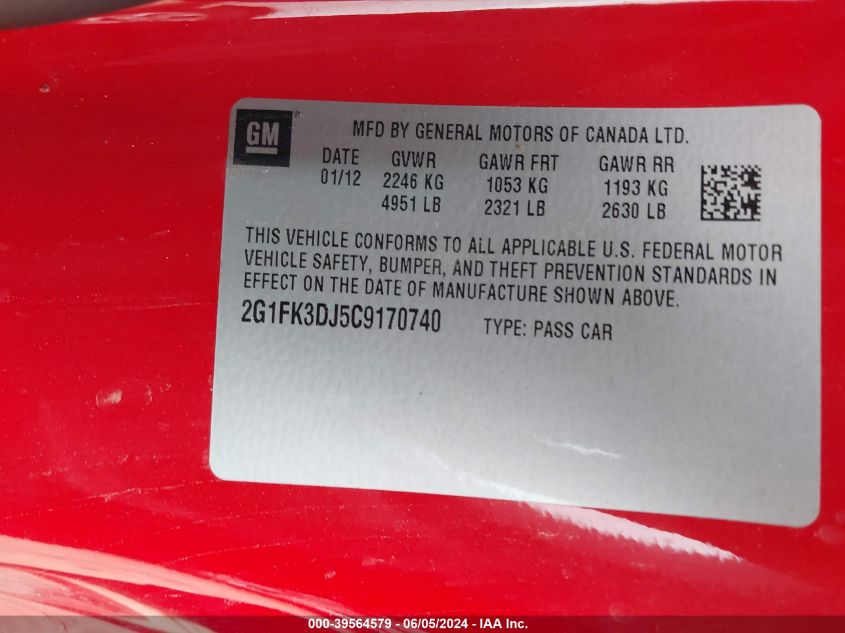 GM
MFD BY GENERAL MOTORS OF CANADA LTD.
DATE GVWR GAWR FRT GAWR RR
01/12 2246 KG 1053 KG 1193 KG
4951 LB 2321 LB 2630 LB
THIS VEHICLE CONFORMS TO ALL APPLICABLE U.S. FEDERAL MOTOR
VEHICLE SAFETY, BUMPER, AND THEFT PREVENTION STANDARDS IN
EFFECT ON THE DATE OF MANUFACTURE SHOWN ABOVE.
2G1FK3DJ5C9170740 TYPE: PASS CAR
000-39564579 - 06/05/2024 - IAA Inc.